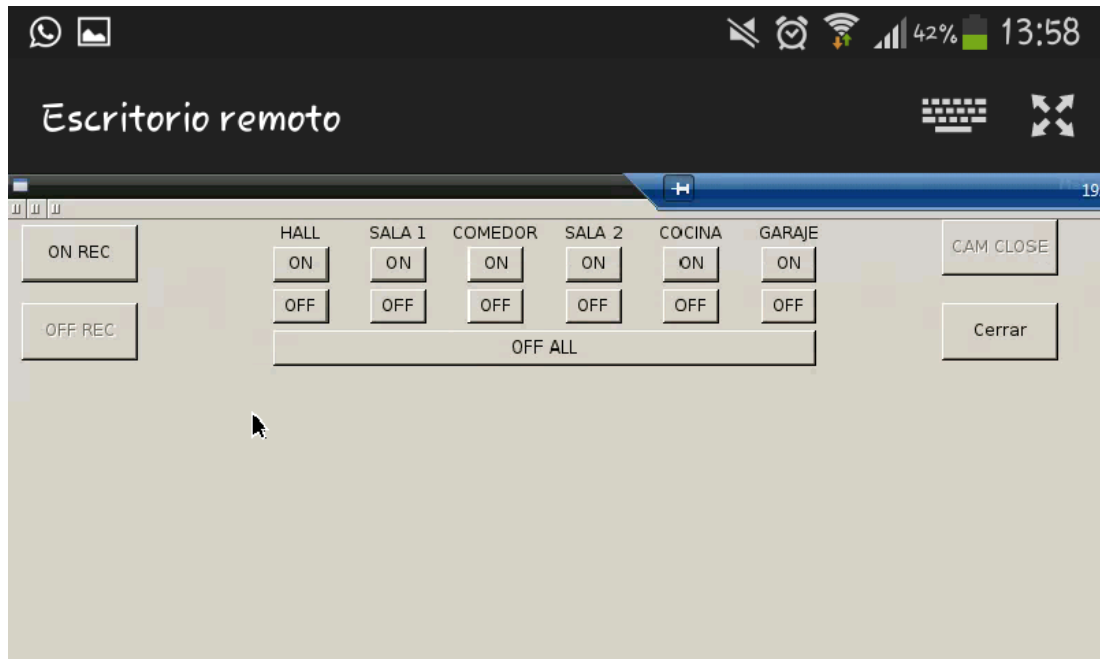 42% 13:58
Escritorio remoto
19
ON REC
HALL SALA 1 COMEDOR SALA 2 COCINA GARAJE
ON ON ON ON ON ON
OFF OFF OFF OFF OFF OFF
OFF ALL
OFF REC
CAM CLOSE
Cerrar